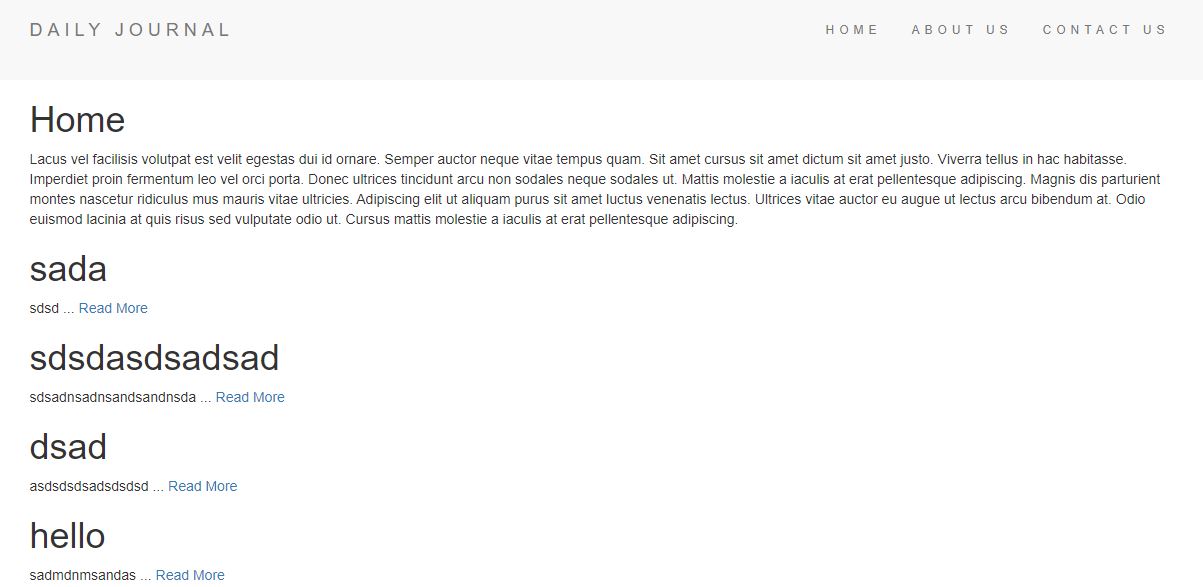 DAILY JOURNAL
HOME ABOUT US CONTACT US
Home
Lacus vel facilisis volutpat est velit egestas dui id ornare. Semper auctor neque vitae tempus quam. Sit amet cursus sit amet dictum sit amet justo. Viverra tellus in hac habitasse.
Imperdiet proin fermentum leo vel orci porta. Donec ultrices tincidunt arcu non sodales neque sodales ut. Mattis molestie a iaculis at erat pellentesque adipiscing. Magnis dis parturient
montes nascetur ridiculus mus mauris vitae ultricies. Adipiscing elit ut aliquam purus sit amet luctus venenatis lectus. Ultrices vitae auctor eu augue ut lectus arcu bibendum at. Odio
euismod lacinia at quis risus sed vulputate odio ut. Cursus mattis molestie a iaculis at erat pellentesque adipiscing.
sada
sdsd ... Read More
sdsdasdsadsad
sdsadnsadnsandsandnsda ... Read More
dsad
asdsdsdsadsdsdsd ... Read More
hello
sadmdnmsandas ... Read More